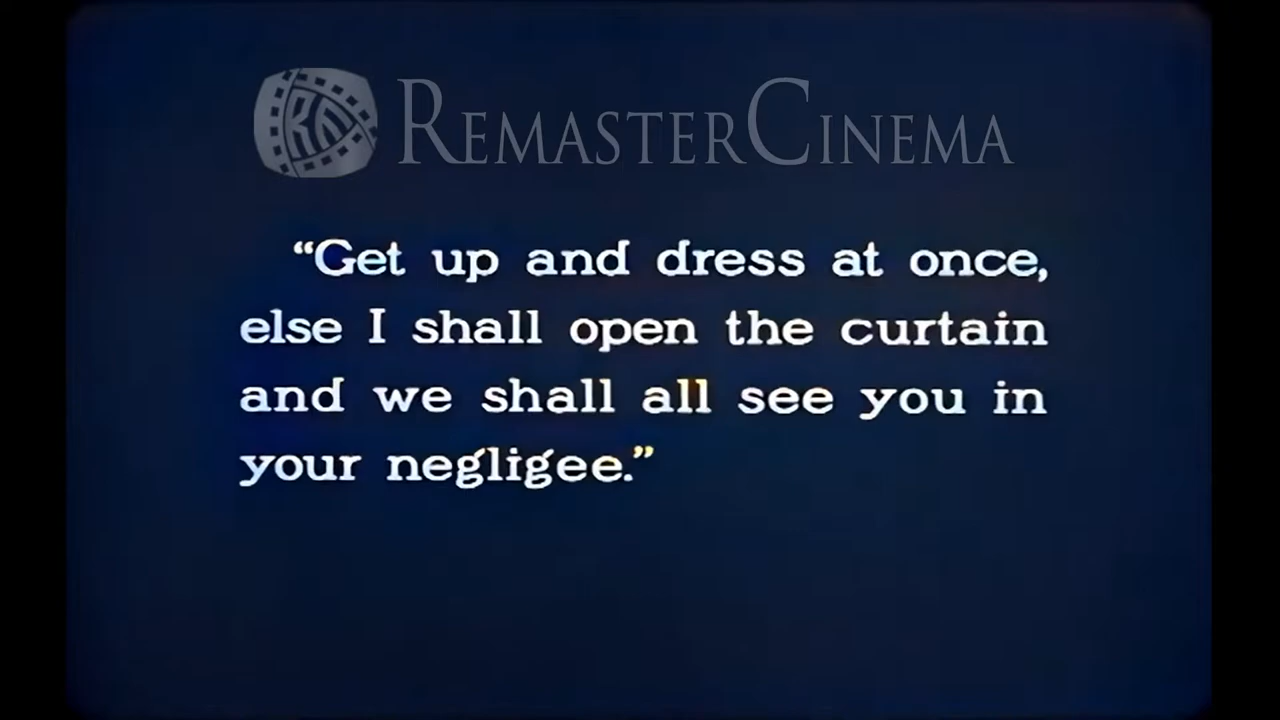 REMASTERCINEMA
“Get up and dress at once,
else I shall open the curtain
and we shall all see you in
your negligee.”